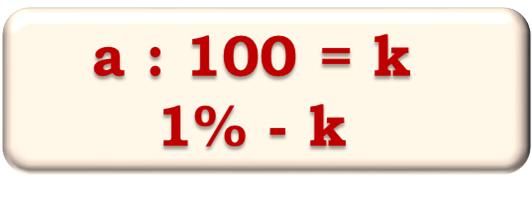 a : 100 = k
1% - k